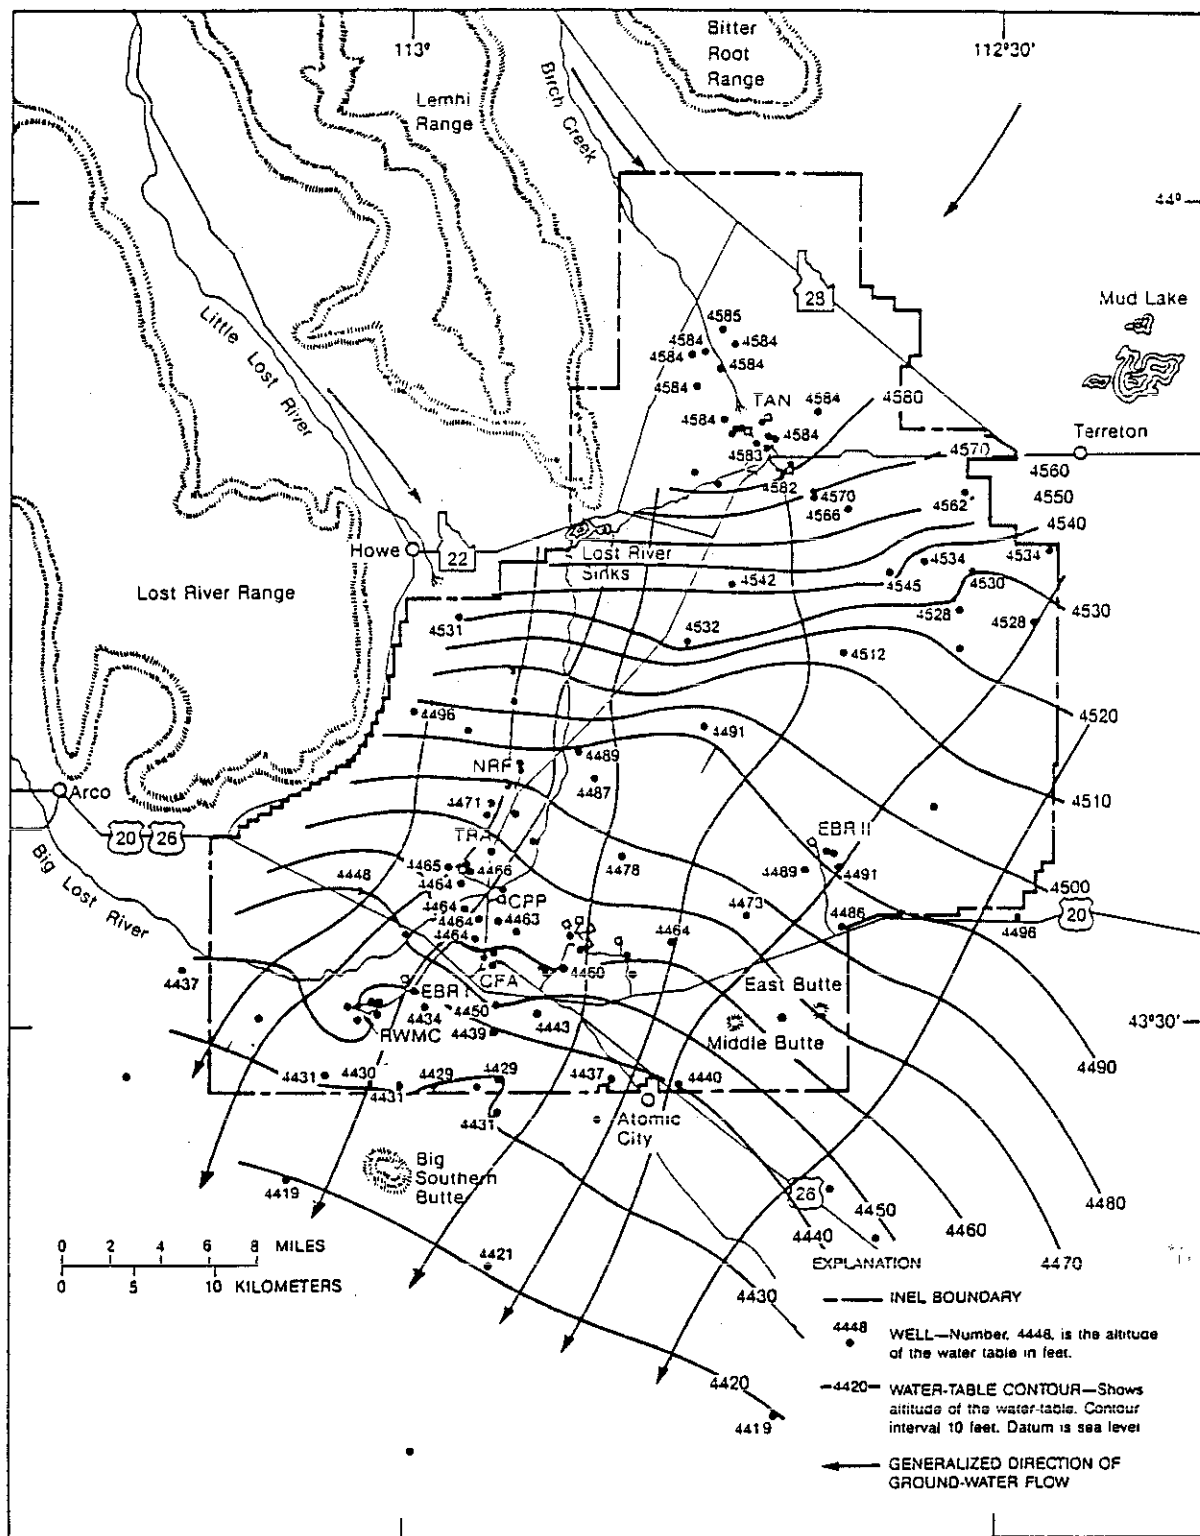 113°
Bitter
Root
Range
112°30'
Lemhi
Range
Birch Creek
44°
28
Mud Lake
Little Lost
River
4585
4584
4584
4584
4584
4584
TAN
4584
4584
4583
4580
4570
Terreton
4560
4582
4570
4566
4562
4550
4540
Howe
22
Lost River
Sinks
4534
4534
4542
4545
4530
Lost River Range
4531
4532
4528
4528
4530
4512
4520
4496
4491
4489
NRF
4487
4510
Arco
20
26
4471
TRA
EBR II
4465
4466
4478
4489
4491
4448
4464
CPP
4500
4473
20
Big Lost
River
4464
4464
4463
4486
4496
4464
4464
4437
CFA
4450
EBR I
4450
East Butte
4434
4443
RWMC
4439
Middle Butte
43°30'
4490
4431
4430
4429
4429
4437
4440
4431
4431
Atomic
City
Big
Southern
Butte
4419
26
4480
4450
4460
4440
0 2 4 6 8 MILES
0 5 10 KILOMETERS
4421
4470
4430
EXPLANATION
INEL BOUNDARY
4448
WELL—Number, 4448, is the altitude
of the water table in feet.
4420
4420
WATER-TABLE CONTOUR—Shows
altitude of the water-table. Contour
interval 10 feet. Datum is sea level
4419
GENERALIZED DIRECTION OF
GROUND-WATER FLOW